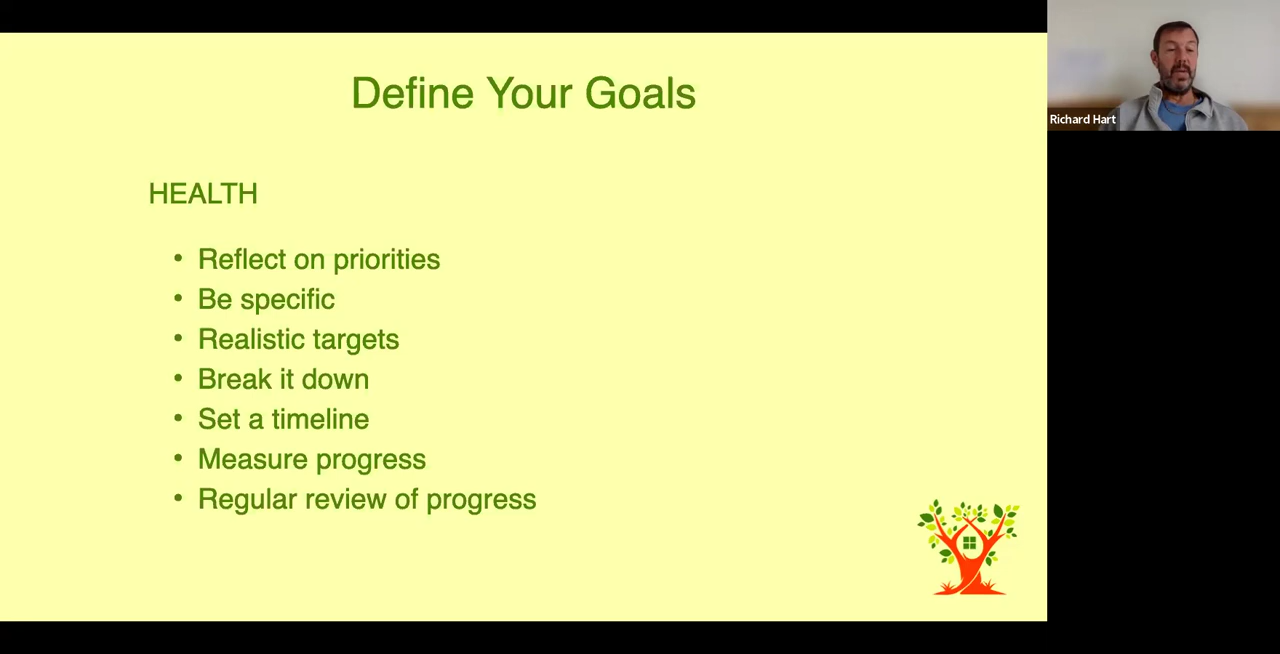 Define Your Goals
HEALTH
• Reflect on priorities
• Be specific
• Realistic targets
• Break it down
• Set a timeline
• Measure progress
• Regular review of progress
Richard Hart